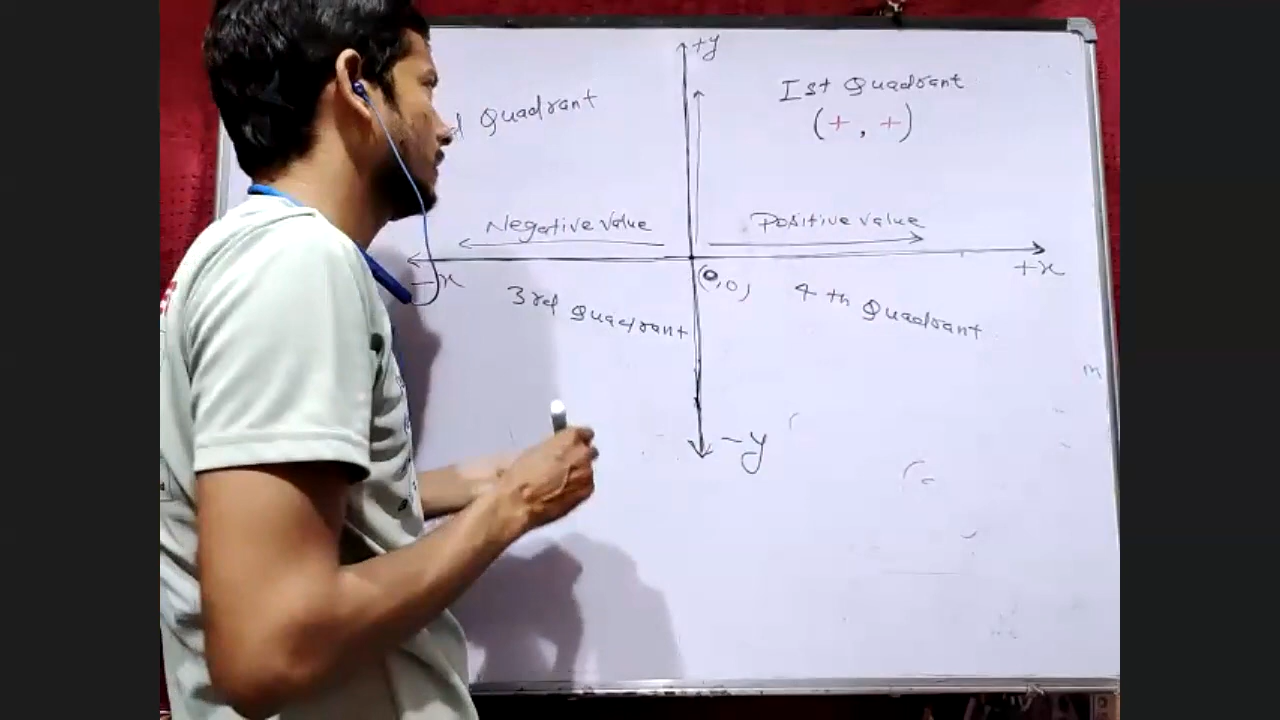 +y
Ist Quadrant
(+, +)
Quadrant
Negative value
Positive value
-x
+x
(0,0)
3rd Quadrant
4th Quadrant
-y